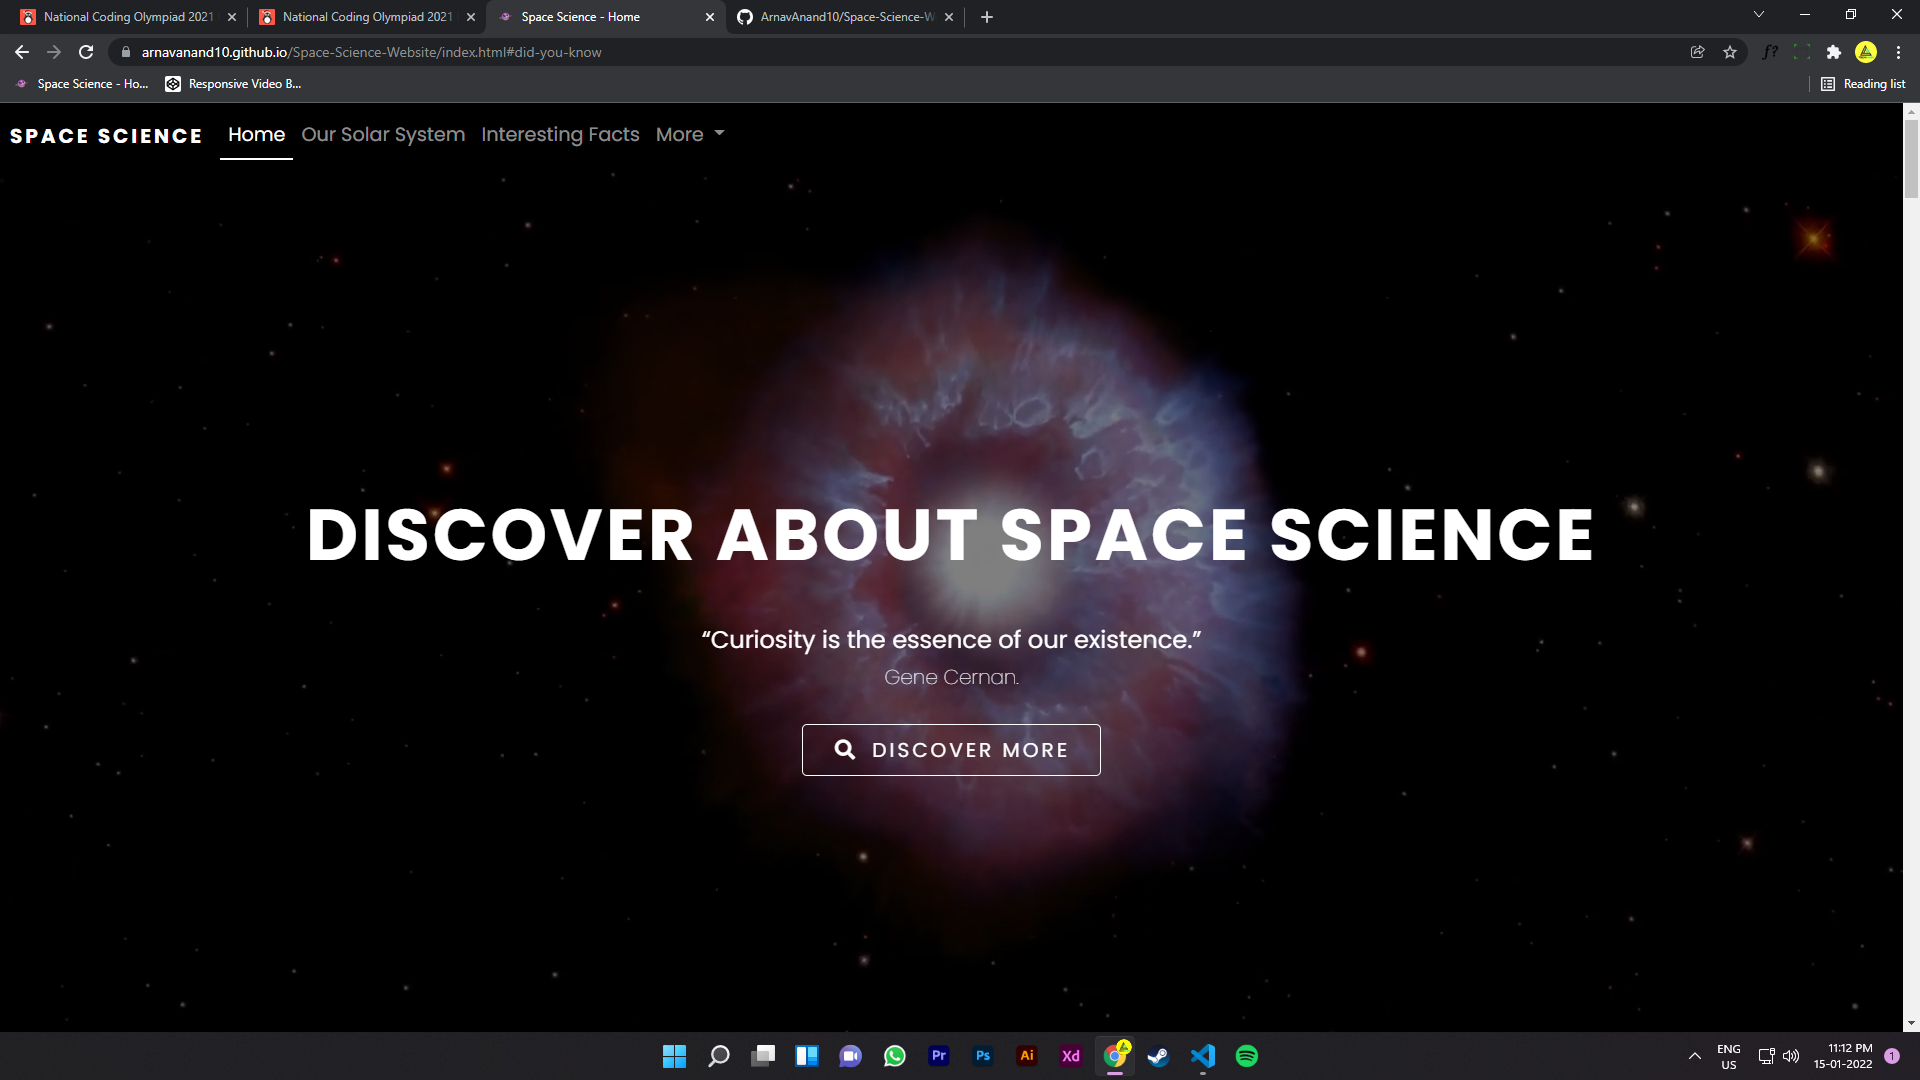 National Coding Olympiad 2021
National Coding Olympiad 2021
Space Science - Home
ArnavAnand10/Space-Science-W
arnavanand10.github.io/Space-Science-Website/index.html#did-you-know
f?
Space Science - Ho...
Responsive Video B...
Reading list
SPACE SCIENCE
Home
Our Solar System
Interesting Facts
More
DISCOVER ABOUT SPACE SCIENCE
“Curiosity is the essence of our existence.”
Gene Cernan.
DISCOVER MORE
Pr
Ps
Ai
Xd
ENG
US
11:12 PM
15-01-2022
1